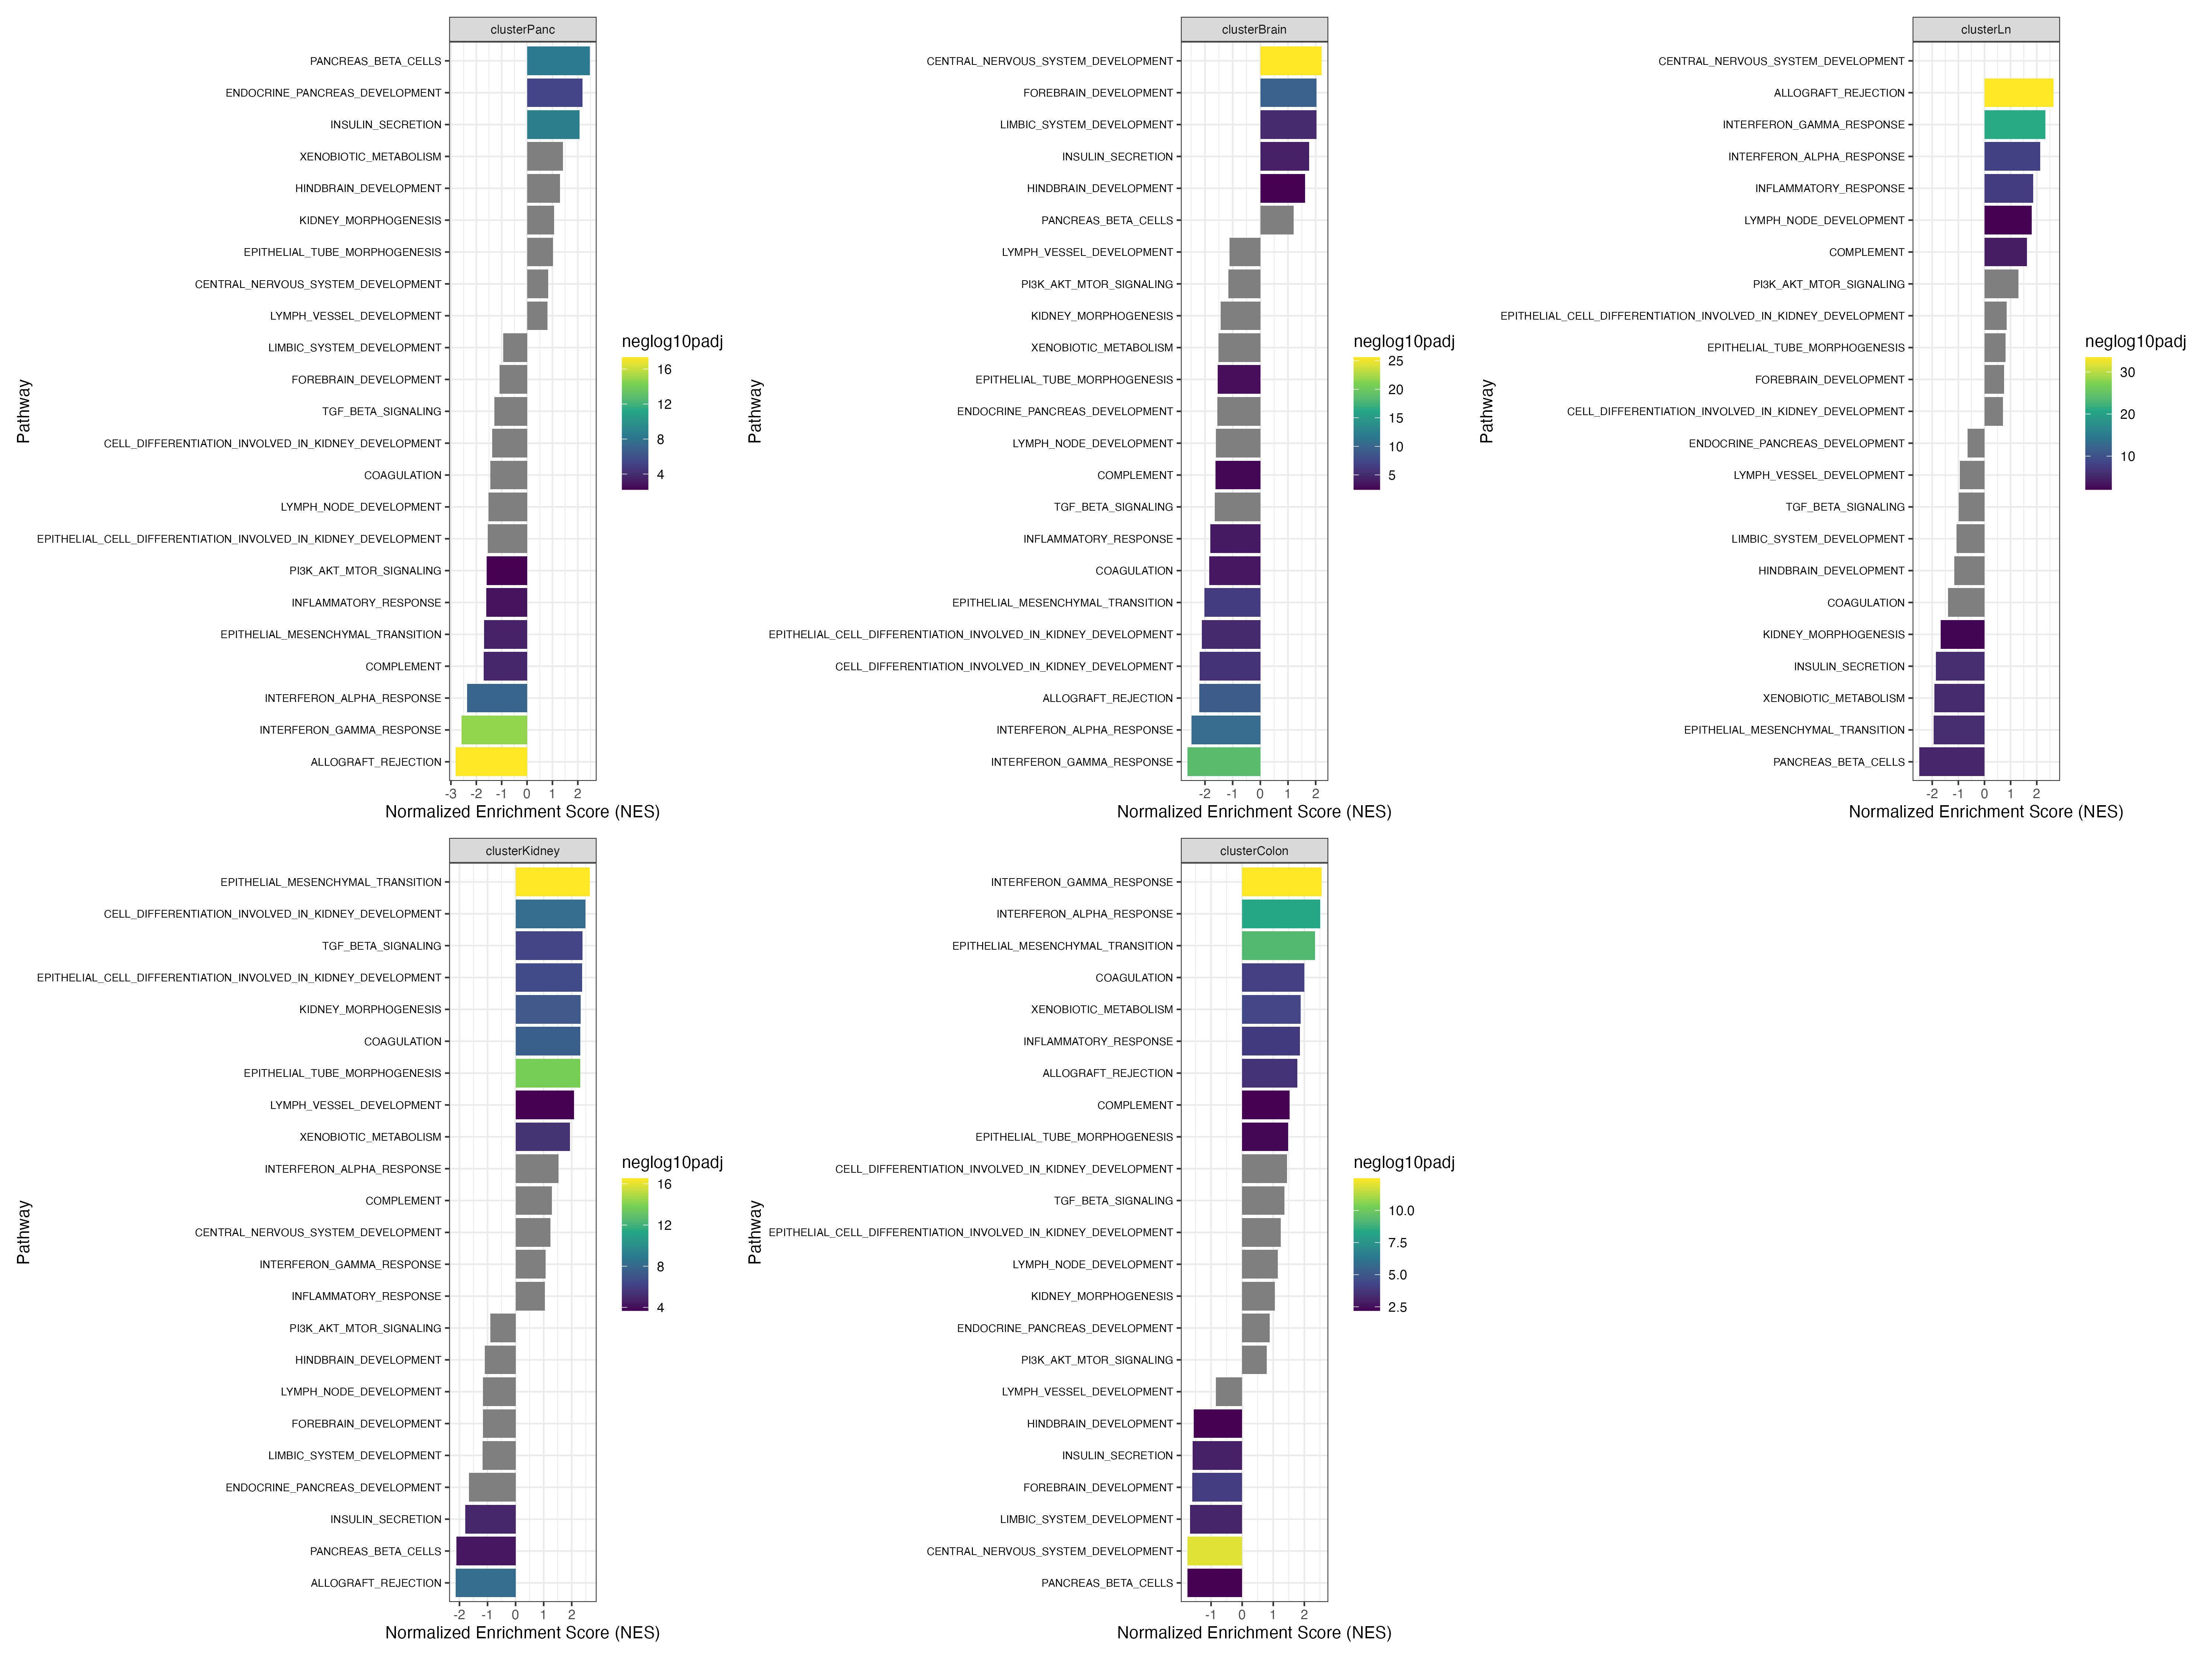 clusterPanc
PANCREAS_BETA_CELLS
ENDOCRINE_PANCREAS_DEVELOPMENT
INSULIN_SECRETION
XENOBIOTIC_METABOLISM
HINDBRAIN_DEVELOPMENT
KIDNEY_MORPHOGENESIS
EPITHELIAL_TUBE_MORPHOGENESIS
CENTRAL_NERVOUS_SYSTEM_DEVELOPMENT
LYMPH_VESSEL_DEVELOPMENT
LIMBIC_SYSTEM_DEVELOPMENT
FOREBRAIN_DEVELOPMENT
TGF_BETA_SIGNALING
CELL_DIFFERENTIATION_INVOLVED_IN_KIDNEY_DEVELOPMENT
COAGULATION
LYMPH_NODE_DEVELOPMENT
EPITHELIAL_CELL_DIFFERENTIATION_INVOLVED_IN_KIDNEY_DEVELOPMENT
PI3K_AKT_MTOR_SIGNALING
INFLAMMATORY_RESPONSE
EPITHELIAL_MESENCHYMAL_TRANSITION
COMPLEMENT
INTERFERON_ALPHA_RESPONSE
INTERFERON_GAMMA_RESPONSE
ALLOGRAFT_REJECTION
Pathway
-3 -2 -1 0 1 2
Normalized Enrichment Score (NES)
neglog10padj
16
12
8
4
clusterBrain
CENTRAL_NERVOUS_SYSTEM_DEVELOPMENT
FOREBRAIN_DEVELOPMENT
LIMBIC_SYSTEM_DEVELOPMENT
INSULIN_SECRETION
HINDBRAIN_DEVELOPMENT
PANCREAS_BETA_CELLS
LYMPH_VESSEL_DEVELOPMENT
PI3K_AKT_MTOR_SIGNALING
KIDNEY_MORPHOGENESIS
XENOBIOTIC_METABOLISM
EPITHELIAL_TUBE_MORPHOGENESIS
ENDOCRINE_PANCREAS_DEVELOPMENT
LYMPH_NODE_DEVELOPMENT
COMPLEMENT
TGF_BETA_SIGNALING
INFLAMMATORY_RESPONSE
COAGULATION
EPITHELIAL_MESENCHYMAL_TRANSITION
EPITHELIAL_CELL_DIFFERENTIATION_INVOLVED_IN_KIDNEY_DEVELOPMENT
CELL_DIFFERENTIATION_INVOLVED_IN_KIDNEY_DEVELOPMENT
ALLOGRAFT_REJECTION
INTERFERON_ALPHA_RESPONSE
INTERFERON_GAMMA_RESPONSE
Pathway
-2 -1 0 1 2
Normalized Enrichment Score (NES)
neglog10padj
25
20
15
10
5
clusterLn
CENTRAL_NERVOUS_SYSTEM_DEVELOPMENT
ALLOGRAFT_REJECTION
INTERFERON_GAMMA_RESPONSE
INTERFERON_ALPHA_RESPONSE
INFLAMMATORY_RESPONSE
LYMPH_NODE_DEVELOPMENT
COMPLEMENT
PI3K_AKT_MTOR_SIGNALING
EPITHELIAL_CELL_DIFFERENTIATION_INVOLVED_IN_KIDNEY_DEVELOPMENT
EPITHELIAL_TUBE_MORPHOGENESIS
FOREBRAIN_DEVELOPMENT
CELL_DIFFERENTIATION_INVOLVED_IN_KIDNEY_DEVELOPMENT
ENDOCRINE_PANCREAS_DEVELOPMENT
LYMPH_VESSEL_DEVELOPMENT
TGF_BETA_SIGNALING
LIMBIC_SYSTEM_DEVELOPMENT
HINDBRAIN_DEVELOPMENT
COAGULATION
KIDNEY_MORPHOGENESIS
INSULIN_SECRETION
XENOBIOTIC_METABOLISM
EPITHELIAL_MESENCHYMAL_TRANSITION
PANCREAS_BETA_CELLS
Pathway
-2 -1 0 1 2
Normalized Enrichment Score (NES)
neglog10padj
30
20
10
clusterKidney
EPITHELIAL_MESENCHYMAL_TRANSITION
CELL_DIFFERENTIATION_INVOLVED_IN_KIDNEY_DEVELOPMENT
TGF_BETA_SIGNALING
EPITHELIAL_CELL_DIFFERENTIATION_INVOLVED_IN_KIDNEY_DEVELOPMENT
KIDNEY_MORPHOGENESIS
COAGULATION
EPITHELIAL_TUBE_MORPHOGENESIS
LYMPH_VESSEL_DEVELOPMENT
XENOBIOTIC_METABOLISM
INTERFERON_ALPHA_RESPONSE
COMPLEMENT
CENTRAL_NERVOUS_SYSTEM_DEVELOPMENT
INTERFERON_GAMMA_RESPONSE
INFLAMMATORY_RESPONSE
PI3K_AKT_MTOR_SIGNALING
HINDBRAIN_DEVELOPMENT
LYMPH_NODE_DEVELOPMENT
FOREBRAIN_DEVELOPMENT
LIMBIC_SYSTEM_DEVELOPMENT
ENDOCRINE_PANCREAS_DEVELOPMENT
INSULIN_SECRETION
PANCREAS_BETA_CELLS
ALLOGRAFT_REJECTION
Pathway
-2 -1 0 1 2
Normalized Enrichment Score (NES)
neglog10padj
16
12
8
4
clusterColon
INTERFERON_GAMMA_RESPONSE
INTERFERON_ALPHA_RESPONSE
EPITHELIAL_MESENCHYMAL_TRANSITION
COAGULATION
XENOBIOTIC_METABOLISM
INFLAMMATORY_RESPONSE
ALLOGRAFT_REJECTION
COMPLEMENT
EPITHELIAL_TUBE_MORPHOGENESIS
CELL_DIFFERENTIATION_INVOLVED_IN_KIDNEY_DEVELOPMENT
TGF_BETA_SIGNALING
EPITHELIAL_CELL_DIFFERENTIATION_INVOLVED_IN_KIDNEY_DEVELOPMENT
LYMPH_NODE_DEVELOPMENT
KIDNEY_MORPHOGENESIS
ENDOCRINE_PANCREAS_DEVELOPMENT
PI3K_AKT_MTOR_SIGNALING
LYMPH_VESSEL_DEVELOPMENT
HINDBRAIN_DEVELOPMENT
INSULIN_SECRETION
FOREBRAIN_DEVELOPMENT
LIMBIC_SYSTEM_DEVELOPMENT
CENTRAL_NERVOUS_SYSTEM_DEVELOPMENT
PANCREAS_BETA_CELLS
Pathway
-1 0 1 2
Normalized Enrichment Score (NES)
neglog10padj
10.0
7.5
5.0
2.5